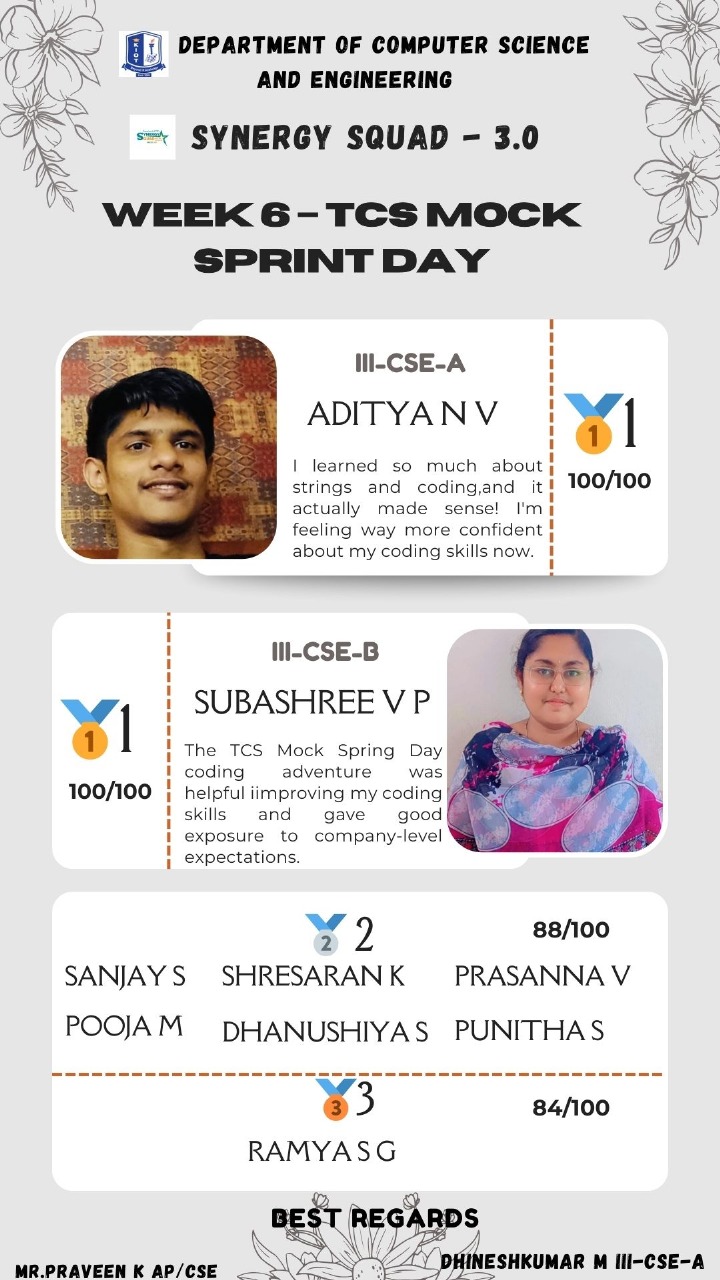 DEPARTMENT OF COMPUTER SCIENCE
AND ENGINEERING
SYNERGY SQUAD - 3.0
WEEK 6 – TCS MOCK
SPRINT DAY
III-CSE-A
ADITYA N V
I learned so much about
strings and coding,and it
actually made sense! I'm
feeling way more confident
about my coding skills now.
1 1
100/100
III-CSE-B
SUBASHREE V P
The TCS Mock Spring Day
coding adventure was
helpful iimproving my coding
skills and gave good
exposure to company-level
expectations.
1 1
100/100
2 2 88/100
SANJAY S SHRESARAN K PRASANNA V
POOJA M DHANUSHIYA S PUNITHA S
3 3 84/100
RAMYA S G
BEST REGARDS
MR.PRAVEEN K AP/CSE DHINESHKUMAR M III-CSE-A